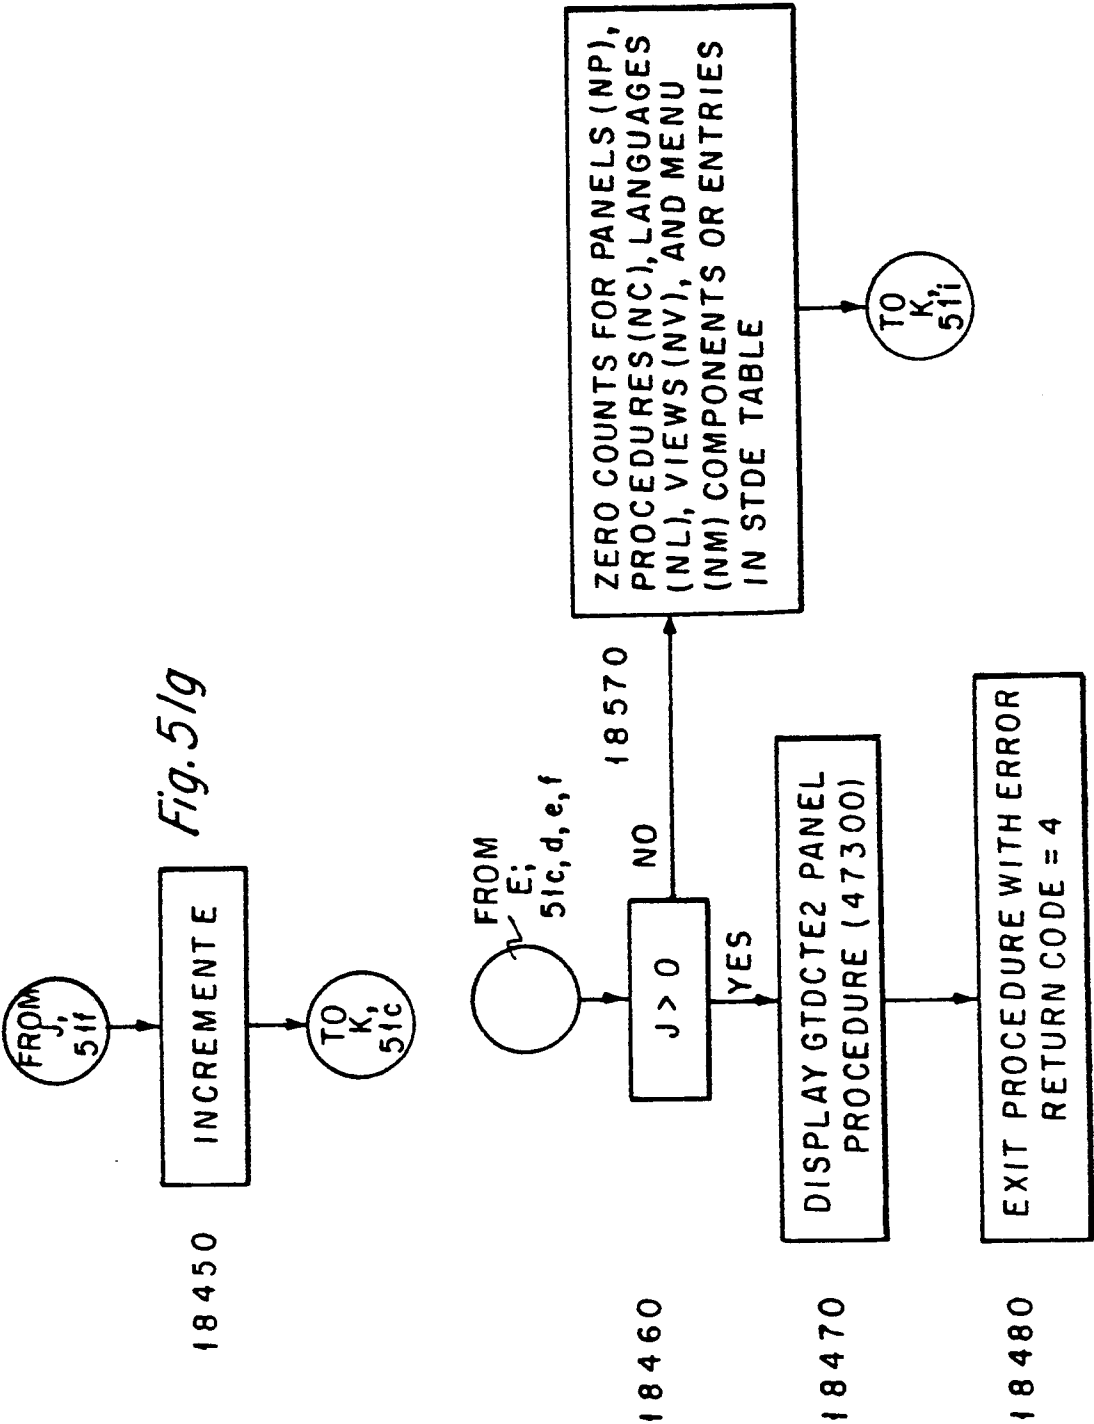 FROM
J,
51f
18450
INCREMENT E
TO
K,
51c
Fig. 51g
FROM
E;
51c, d, e, f
18460
J > 0
NO
YES
18570
ZERO COUNTS FOR PANELS (NP),
PROCEDURES (NC), LANGUAGES
(NL), VIEWS (NV), AND MENU
(NM) COMPONENTS OR ENTRIES
IN STDE TABLE
TO
K,
51i
18470
DISPLAY GTDCTE2 PANEL
PROCEDURE (47300)
18480
EXIT PROCEDURE WITH ERROR
RETURN CODE = 4